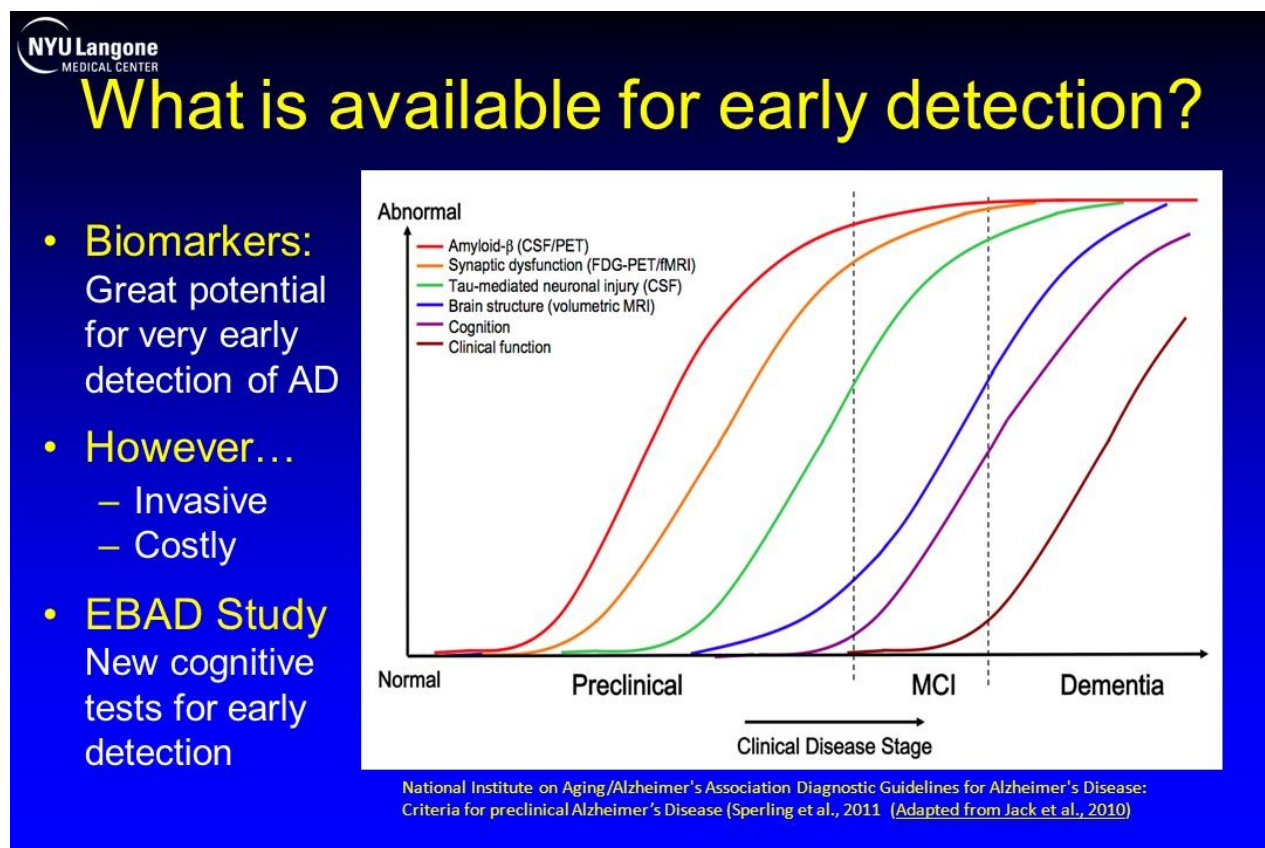 NYU Langone
MEDICAL CENTER
What is available for early detection?
• Biomarkers:
Great potential
for very early
detection of AD
• However…
– Invasive
– Costly
• EBAD Study
New cognitive
tests for early
detection
Abnormal
Amyloid-β (CSF/PET)
Synaptic dysfunction (FDG-PET/fMRI)
Tau-mediated neuronal injury (CSF)
Brain structure (volumetric MRI)
Cognition
Clinical function
Normal
Preclinical
MCI
Dementia
Clinical Disease Stage
National Institute on Aging/Alzheimer's Association Diagnostic Guidelines for Alzheimer's Disease:
Criteria for preclinical Alzheimer’s Disease (Sperling et al., 2011 (Adapted from Jack et al., 2010)